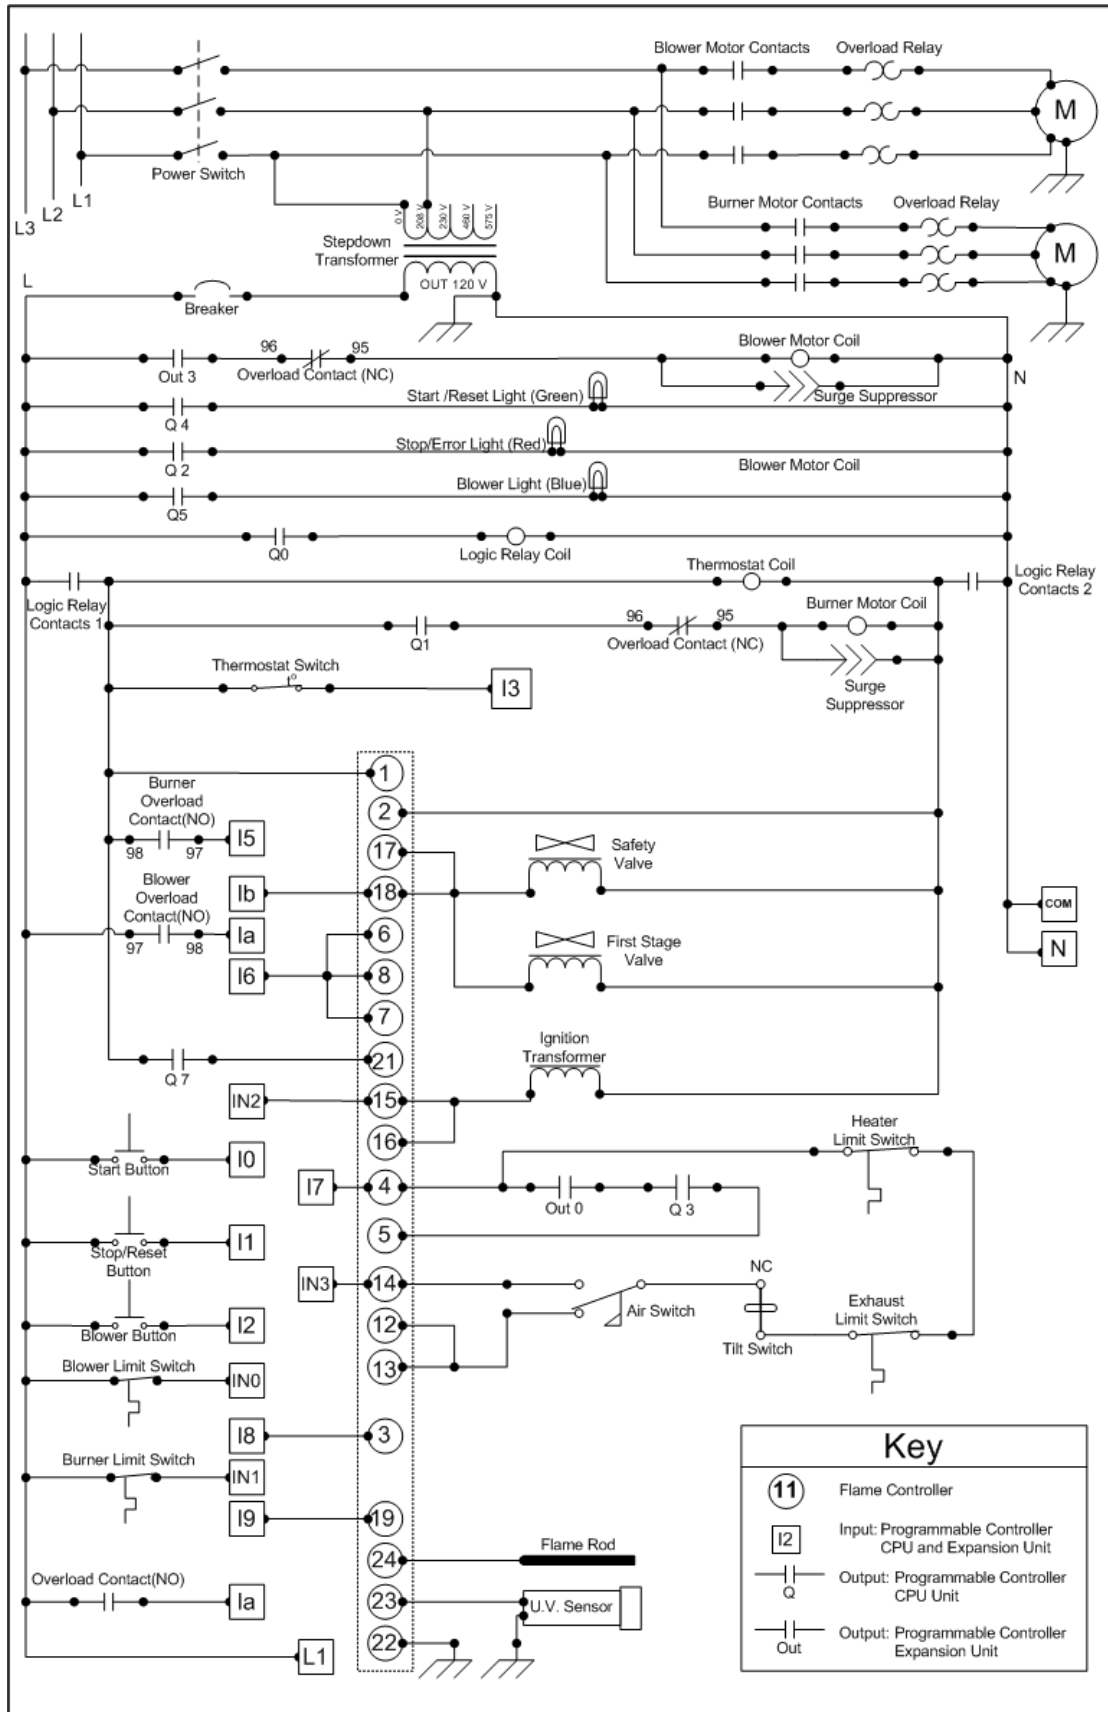 Blower Motor Contacts
Overload Relay
M
Power Switch
L1
L2
L3
0 V
208 V
230 V
460 V
575 V
Burner Motor Contacts
Overload Relay
M
Stepdown
Transformer
OUT 120 V
L
Breaker
96
95
Blower Motor Coil
Out 3
Overload Contact (NC)
N
Surge Suppressor
Start /Reset Light (Green)
Q 4
Stop/Error Light (Red)
Q 2
Blower Motor Coil
Blower Light (Blue)
Q5
Q0
Logic Relay Coil
Thermostat Coil
Logic Relay
Contacts 1
Logic Relay
Contacts 2
Burner Motor Coil
96
95
Q1
Overload Contact (NC)
Thermostat Switch
I3
Surge
Suppressor
1
Burner
Overload
Contact(NO)
2
98
97
I5
17
Safety
Valve
Blower
Overload
Contact(NO)
Ib
18
COM
97
98
Ia
6
First Stage
Valve
N
I6
8
7
Ignition
Transformer
Q 7
21
IN2
15
16
Heater
Limit Switch
Start Button
I0
I7
4
Out 0
Q 3
5
Stop/Reset
Button
I1
IN3
14
NC
Air Switch
Exhaust
Limit Switch
Tilt Switch
Blower Button
I2
12
13
Blower Limit Switch
IN0
I8
3
Burner Limit Switch
IN1
I9
19
24
Flame Rod
Overload Contact(NO)
Ia
23
U.V. Sensor
22
L1
Key
11
Flame Controller
I2
Input: Programmable Controller
CPU and Expansion Unit
Q
Output: Programmable Controller
CPU Unit
Out
Output: Programmable Controller
Expansion Unit